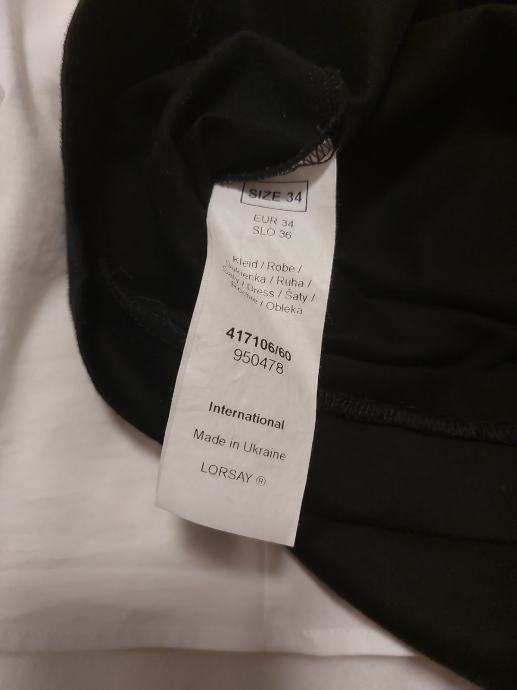 SIZE 34
EUR 34
SLO 36
Kleid / Robe /
Sukienka / Ruha /
/ Dress / Šaty /
/ Obleka
417106/60
950478
International
Made in Ukraine
LORSAY ®